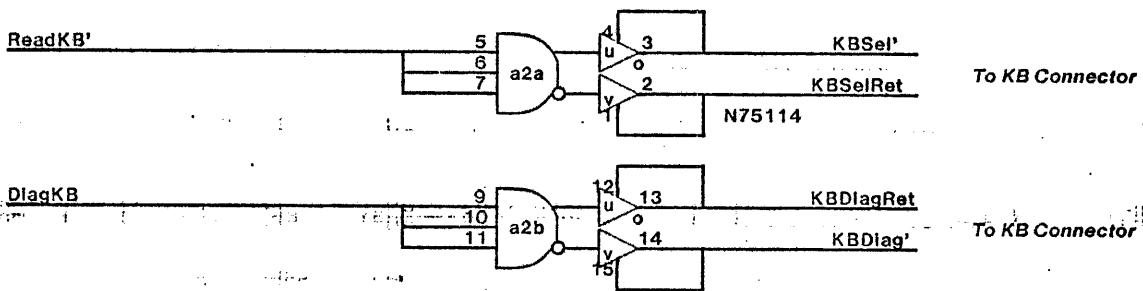 ReadKB'
5
6
7
a2a
4
u
3
o
KBSel'
v
2
1
KBSelRet
N75114
To KB Connector
DiagKB
9
10
11
a2b
12
u
13
o
KBDiagRet
v
14
15
KBDiag'
To KB Connector